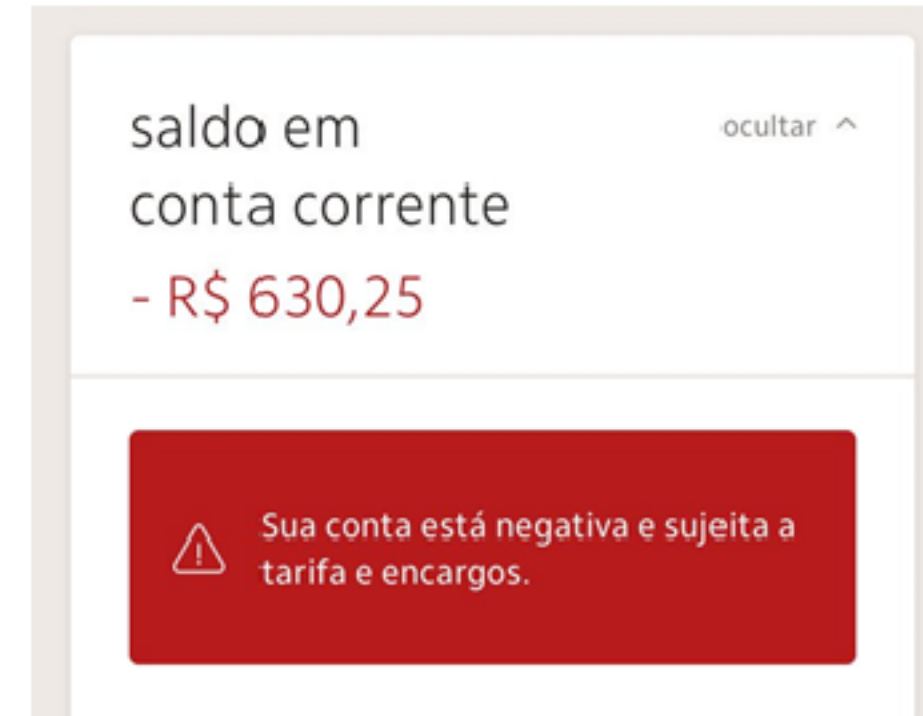 saldo em
ocultar
conta corrente
- R$ 630,25
Sua conta está negativa e sujeita a
tarifa e encargos.